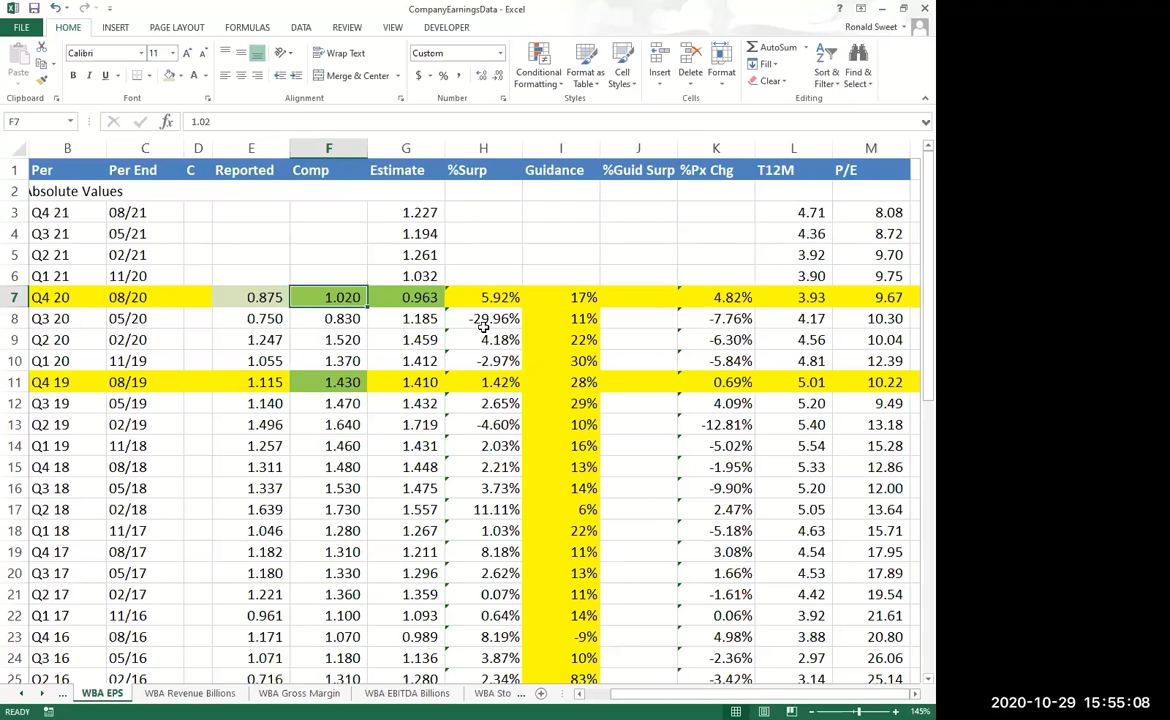 CompanyEarningsData - Excel
FILE HOME INSERT PAGE LAYOUT FORMULAS DATA REVIEW VIEW DEVELOPER Ronald Sweet
Paste Calibri 11 Wrap Text Custom Conditional Formatting Format as Table Cell Styles Insert Delete Format AutoSum Sort & Filter Find & Select
B I U A Merge & Center $ % , Fill
Clear
Clipboard Font Alignment Number Styles Cells Editing
F7 fx 1.02
B C D E F G H I J K L M
1 Per Per End C Reported Comp Estimate %Surp Guidance %Guid Surp %Px Chg T12M P/E
2 Absolute Values
3 Q4 21 08/21 1.227 4.71 8.08
4 Q3 21 05/21 1.194 4.36 8.72
5 Q2 21 02/21 1.261 3.92 9.70
6 Q1 21 11/20 1.032 3.90 9.75
7 Q4 20 08/20 0.875 1.020 0.963 5.92% 17% 4.82% 3.93 9.67
8 Q3 20 05/20 0.750 0.830 1.185 -29.96% 11% -7.76% 4.17 10.30
9 Q2 20 02/20 1.247 1.520 1.459 4.18% 22% -6.30% 4.56 10.04
10 Q1 20 11/19 1.055 1.370 1.412 -2.97% 30% -5.84% 4.81 12.39
11 Q4 19 08/19 1.115 1.430 1.410 1.42% 28% 0.69% 5.01 10.22
12 Q3 19 05/19 1.140 1.470 1.432 2.65% 29% 4.09% 5.20 9.49
13 Q2 19 02/19 1.496 1.640 1.719 -4.60% 10% -12.81% 5.40 13.18
14 Q1 19 11/18 1.257 1.460 1.431 2.03% 16% -5.02% 5.54 15.28
15 Q4 18 08/18 1.311 1.480 1.448 2.21% 13% -1.95% 5.33 12.86
16 Q3 18 05/18 1.337 1.530 1.475 3.73% 14% -9.90% 5.20 12.00
17 Q2 18 02/18 1.639 1.730 1.557 11.11% 6% 2.47% 5.05 13.64
18 Q1 18 11/17 1.046 1.280 1.267 1.03% 22% -5.18% 4.63 15.71
19 Q4 17 08/17 1.182 1.310 1.211 8.18% 11% 3.08% 4.54 17.95
20 Q3 17 05/17 1.180 1.330 1.296 2.62% 13% 1.66% 4.53 17.89
21 Q2 17 02/17 1.221 1.360 1.359 0.07% 11% -1.61% 4.42 19.54
22 Q1 17 11/16 0.961 1.100 1.093 0.64% 14% 0.06% 3.92 21.61
23 Q4 16 08/16 1.171 1.070 0.989 8.19% -9% 4.98% 3.88 20.80
24 Q3 16 05/16 1.071 1.180 1.136 3.87% 10% -2.36% 2.97 26.06
25 Q2 16 02/16 0.716 1.310 1.280 2.34% 83% -3.42% 3.14 25.14
... WBA EPS WBA Revenue Billions WBA Gross Margin WBA EBITDA Billions WBA Sto ...
READY 145%
2020-10-29 15:55:08